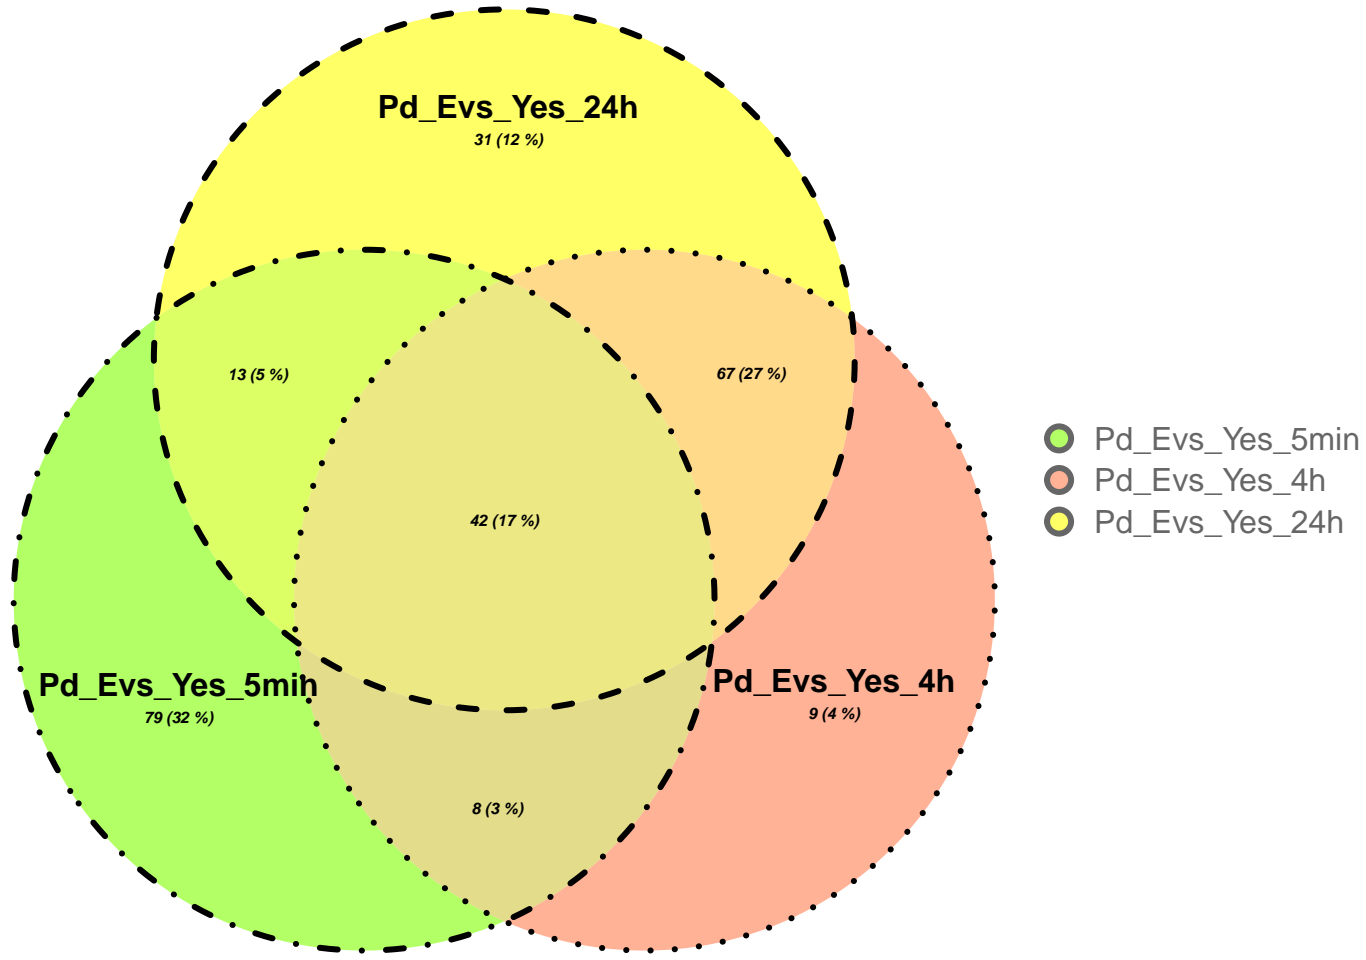 Pd_Evs_Yes_24h
31 (12 %)
13 (5 %)
67 (27 %)
42 (17 %)
Pd_Evs_Yes_5min
79 (32 %)
Pd_Evs_Yes_4h
9 (4 %)
8 (3 %)
Pd_Evs_Yes_5min
Pd_Evs_Yes_4h
Pd_Evs_Yes_24h